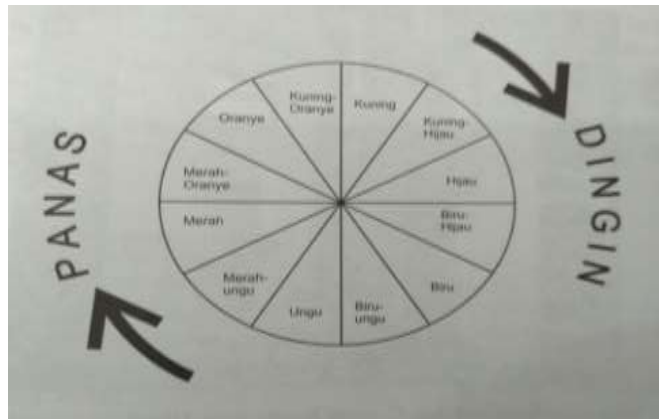 PANAS
DINGIN
Kuning
Kuning-
Hijau
Hijau
Biru-
Hijau
Biru
Biru-
ungu
Ungu
Merah-
ungu
Merah
Merah-
Oranye
Oranye
Kuning-
Oranye